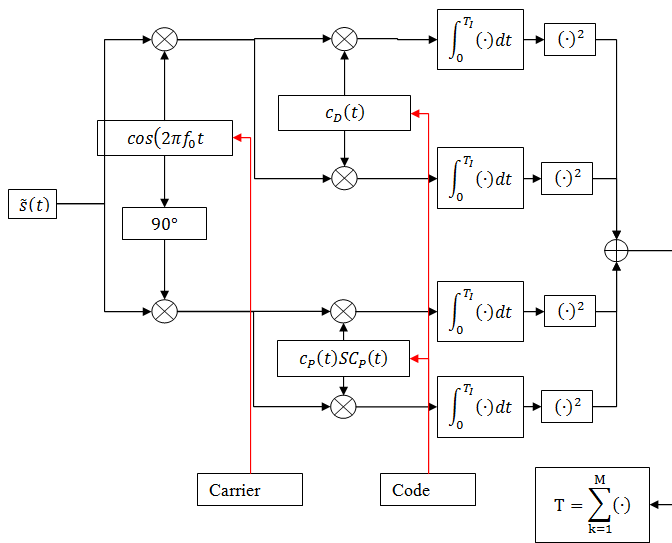 ∫₀^{T_I}(·)dt
(·)²
c_D(t)
cos(2πf₀t
∫₀^{T_I}(·)dt
(·)²
s̃(t)
90°
∫₀^{T_I}(·)dt
(·)²
c_P(t)SC_P(t)
∫₀^{T_I}(·)dt
(·)²
Carrier
Code
T = ∑_{k=1}^{M}(·)